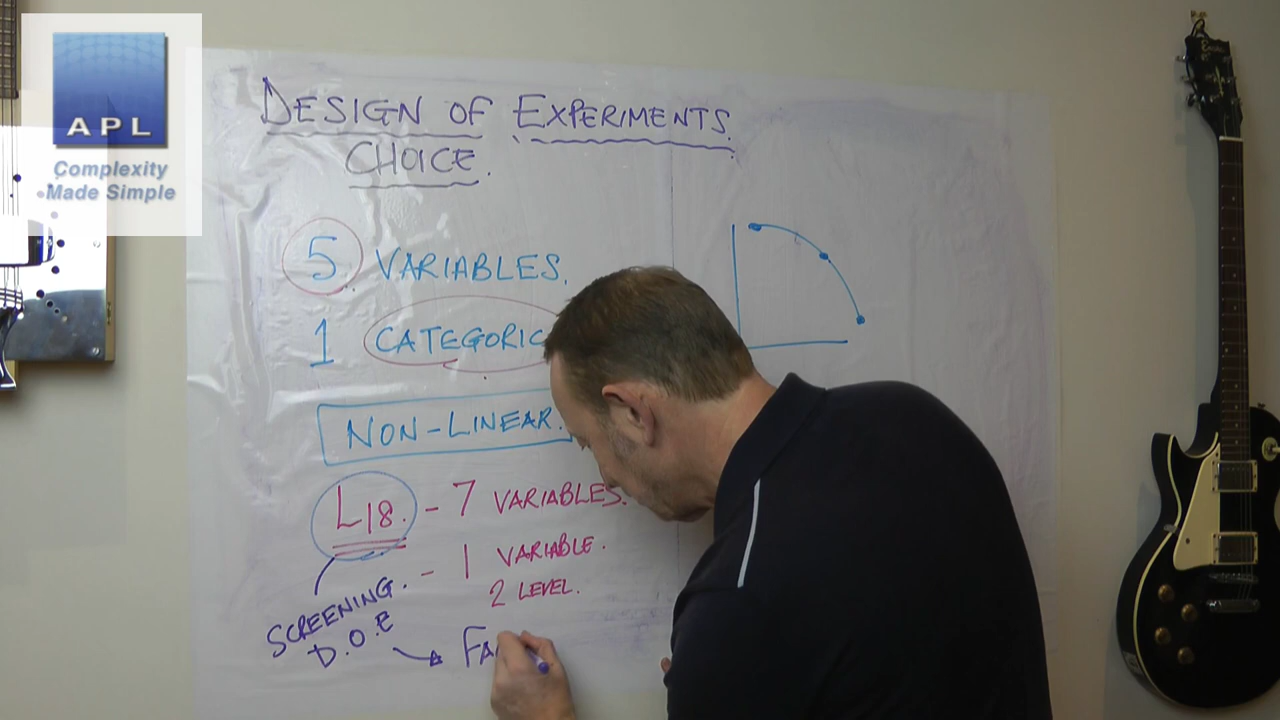 APL
Complexity
Made Simple
DESIGN OF EXPERIMENTS.
CHOICE.
5 VARIABLES.
1 CATEGORIC
NON-LINEAR.
L18. - 7 VARIABLES.
- 1 VARIABLE.
2 LEVEL.
SCREENING.
D.O.E
FA